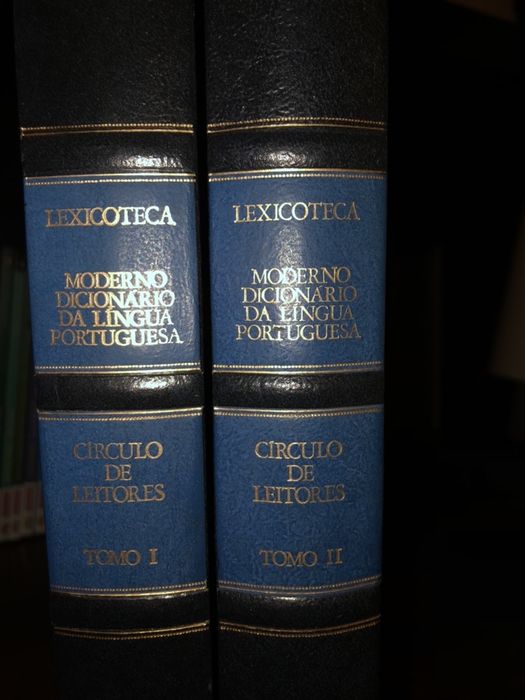 LEXICOTECA
MODERNO
DICIONÁRIO
DA LÍNGUA
PORTUGUESA
CÍRCULO
DE
LEITORES
TOMO I
LEXICOTECA
MODERNO
DICIONÁRIO
DA LÍNGUA
PORTUGUESA
CÍRCULO
DE
LEITORES
TOMO II